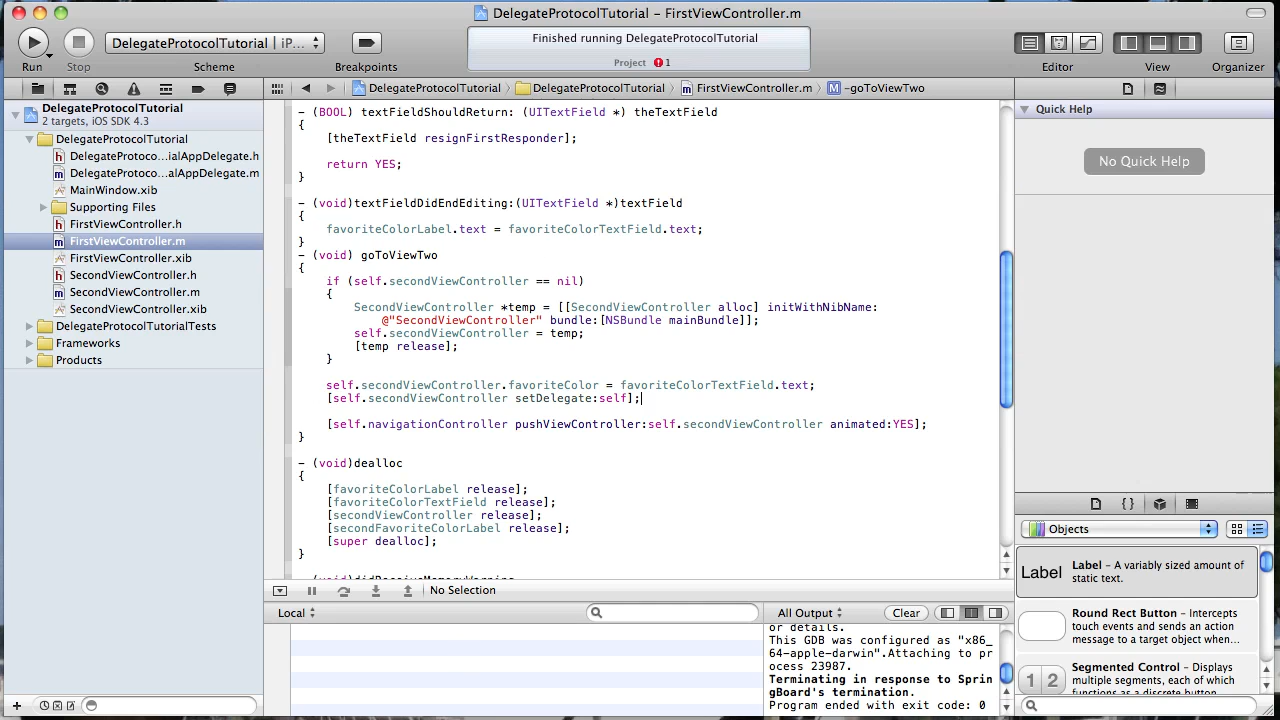 DelegateProtocolTutorial – FirstViewController.m
DelegateProtocolTutorial | iP...
Finished running DelegateProtocolTutorial
Project 1
Run
Stop
Scheme
Breakpoints
Editor
View
Organizer
DelegateProtocolTutorial
DelegateProtocolTutorial
FirstViewController.m
-goToViewTwo
DelegateProtocolTutorial
2 targets, iOS SDK 4.3
DelegateProtocolTutorial
DelegateProtoco...ialAppDelegate.h
DelegateProtoco...alAppDelegate.m
MainWindow.xib
Supporting Files
FirstViewController.h
FirstViewController.m
FirstViewController.xib
SecondViewController.h
SecondViewController.m
SecondViewController.xib
DelegateProtocolTutorialTests
Frameworks
Products
- (BOOL) textFieldShouldReturn: (UITextField *) theTextField
{
[theTextField resignFirstResponder];
return YES;
}
- (void)textFieldDidEndEditing:(UITextField *)textField
{
favoriteColorLabel.text = favoriteColorTextField.text;
}
- (void) goToViewTwo
{
if (self.secondViewController == nil)
{
SecondViewController *temp = [[SecondViewController alloc] initWithNibName:
@"SecondViewController" bundle:[NSBundle mainBundle]];
self.secondViewController = temp;
[temp release];
}
self.secondViewController.favoriteColor = favoriteColorTextField.text;
[self.secondViewController setDelegate:self];
[self.navigationController pushViewController:self.secondViewController animated:YES];
}
- (void)dealloc
{
[favoriteColorLabel release];
[favoriteColorTextField release];
[secondViewController release];
[secondFavoriteColorLabel release];
[super dealloc];
}
- (void)didReceiveMemoryWarning
No Selection
Local
All Output
Clear
or details.
This GDB was configured as "x86_
64-apple-darwin".Attaching to pr
ocess 23987.
Terminating in response to Sprin
gBoard's termination.
Program ended with exit code: 0
Quick Help
No Quick Help
Objects
Label
Label – A variably sized amount of
static text.
Round Rect Button – Intercepts
touch events and sends an action
message to a target object when...
1 2
Segmented Control – Displays
multiple segments, each of which
functions as a discrete button.